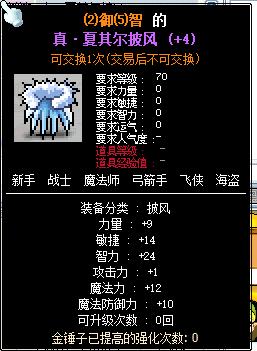 (2)御(5)智 的
真·夏其尔披风 (+4)
可交换1次(交易后不可交换)
要求等级 : 70
要求力量 : 0
要求敏捷 : 0
要求智力 : 0
要求运气 : 0
要求人气度 : -
道具等级 : -
道具经验值 : -
新手 战士 魔法师 弓箭手 飞侠 海盗
装备分类 : 披风
力量 : +9
敏捷 : +14
智力 : +24
攻击力 : +1
魔法力 : +12
魔法防御力 : +10
可升级次数 : 0回
金锤子已提高的强化次数: 0